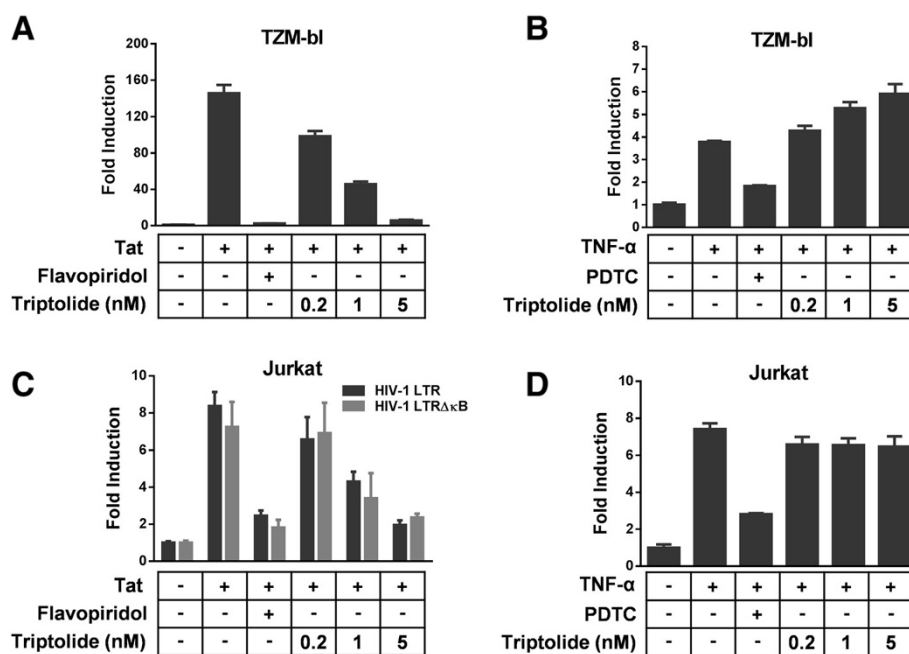 A
TZM-bl
Fold Induction
200
160
120
80
40
0
Tat - + + + + +
Flavopiridol - - + - - -
Triptolide (nM) - - - 0.2 1 5
B
TZM-bl
Fold Induction
8
7
6
5
4
3
2
1
0
TNF-α - + + + + +
PDTC - - + - - -
Triptolide (nM) - - - 0.2 1 5
C
Jurkat
HIV-1 LTR
HIV-1 LTRΔκB
Fold Induction
10
8
6
4
2
0
Tat - + + + + +
Flavopiridol - - + - - -
Triptolide (nM) - - - 0.2 1 5
D
Jurkat
Fold Induction
10
8
6
4
2
0
TNF-α - + + + + +
PDTC - - + - - -
Triptolide (nM) - - - 0.2 1 5